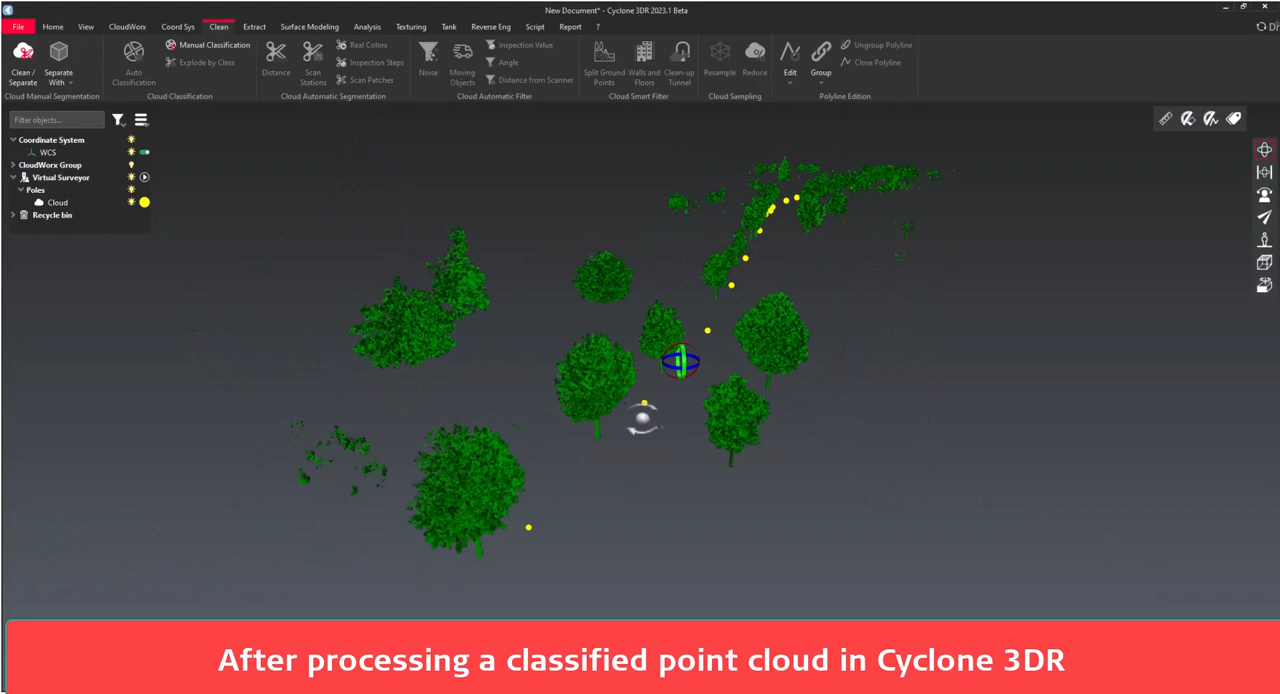 New Document* - Cyclone 3DR 2023.1 Beta
File Home View CloudWorx Coord Sys Clean Extract Surface Modeling Analysis Texturing Tank Reverse Eng Script Report ?
Clean / Separate
Separate With
Cloud Manual Segmentation
Auto Classification
Manual Classification
Explode by Class
Cloud Classification
Distance
Scan Stations
Real Colors
Inspection Steps
Scan Patches
Cloud Automatic Segmentation
Noise
Moving Objects
Inspection Value
Angle
Distance from Scanner
Cloud Automatic Filter
Split Ground Points
Walls and Floors
Clean-up Tunnel
Cloud Smart Filter
Resample
Reduce
Cloud Sampling
Edit
Group
Ungroup Polyline
Close Polyline
Polyline Edition
Filter objects...
Coordinate System
WCS
CloudWorx Group
Virtual Surveyor
Poles
Cloud
Recycle bin
After processing a classified point cloud in Cyclone 3DR